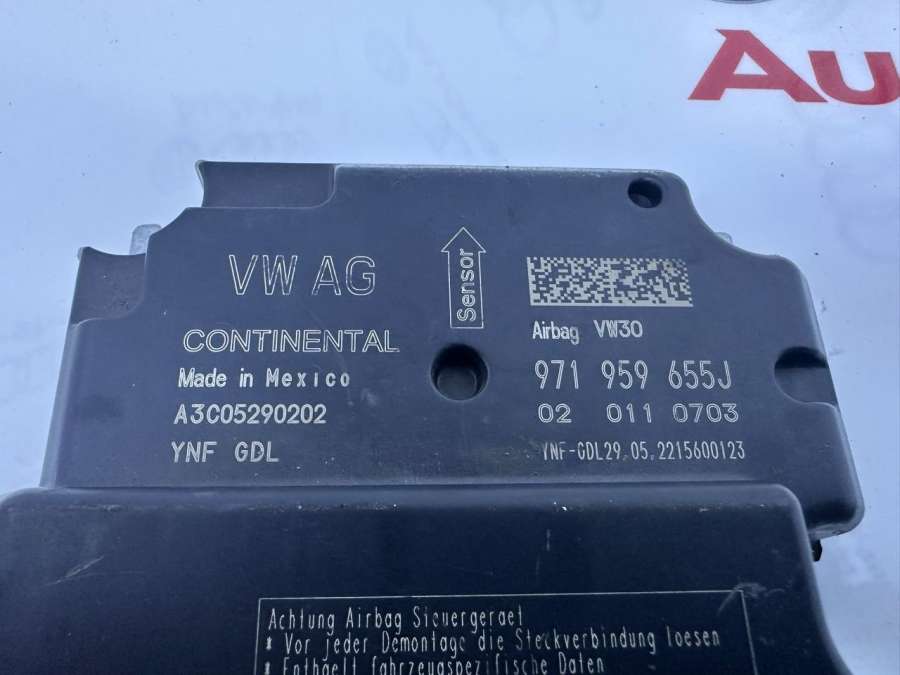 Au
VW AG
Sensor
CONTINENTAL
Made in Mexico
A3C05290202
YNF GDL
Airbag VW30
971 959 655J
02 011 0703
YNF-GDL29.05.2215600123
Achtung Airbag Steuergeraet
* Vor jeder Demontage die Steckverbindung loesen
* Enthaelt fahrzeugspezifische Daten